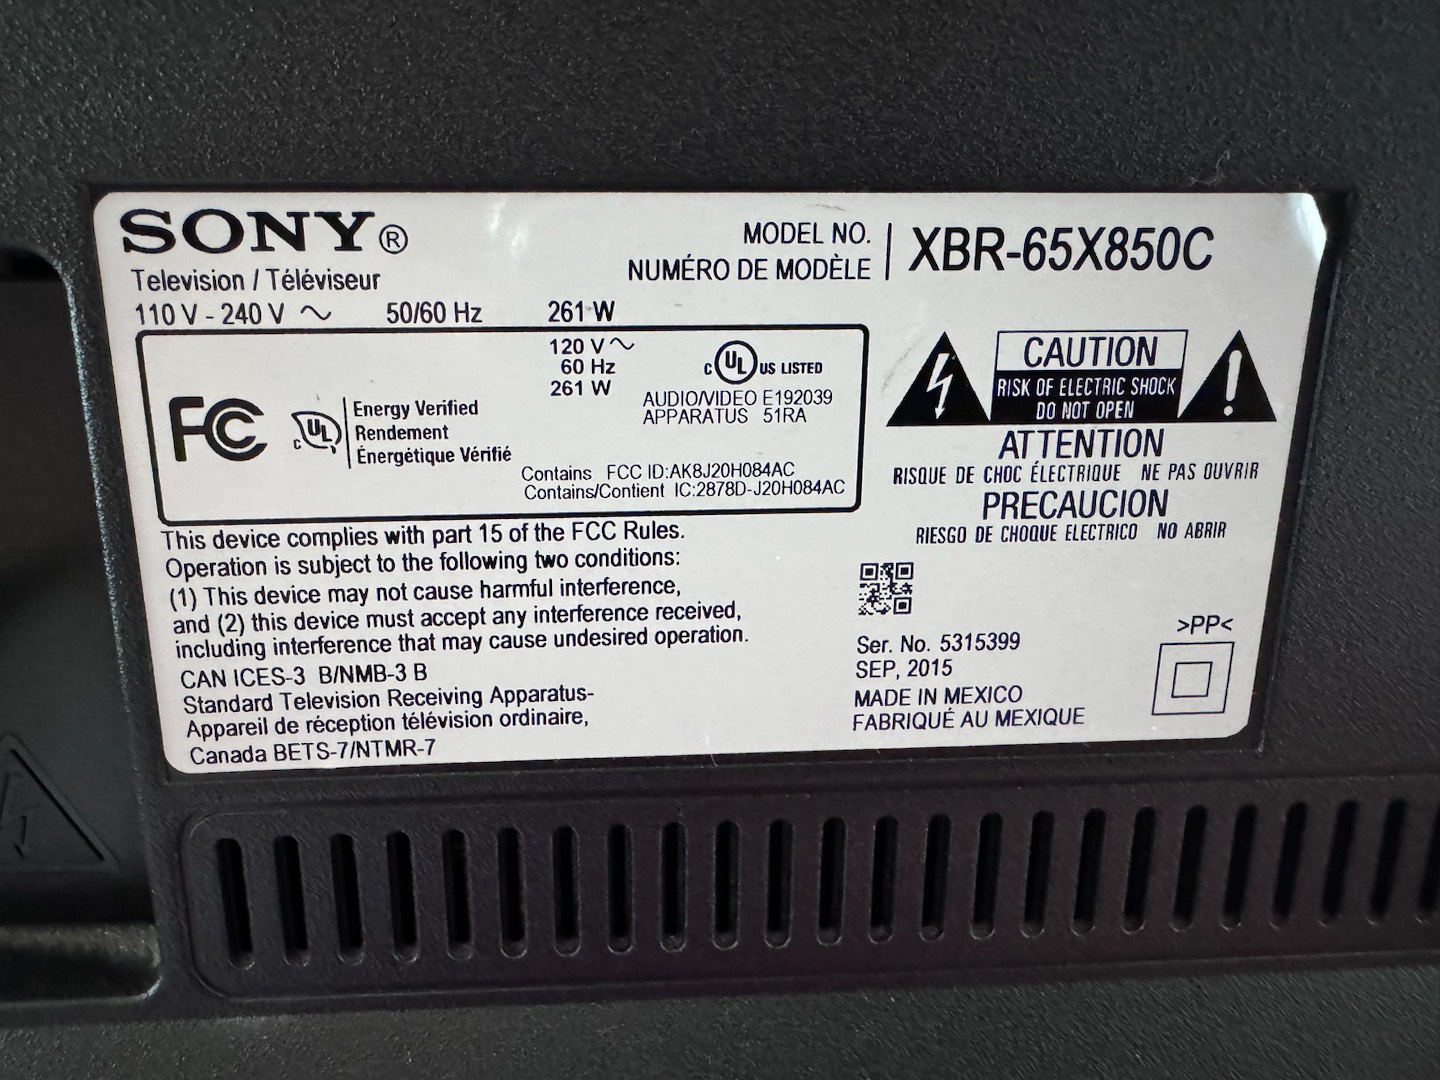 SONY®
Television / Téléviseur
MODEL NO.
NUMÉRO DE MODÈLE
XBR-65X850C
110 V - 240 V ~ 50/60 Hz 261 W
120 V ~
60 Hz
261 W
FC
c UL us LISTED
AUDIO/VIDEO E192039
APPARATUS 51RA
c UL
Energy Verified
Rendement
Énergétique Vérifié
Contains FCC ID:AK8J20H084AC
Contains/Contient IC:2878D-J20H084AC
This device complies with part 15 of the FCC Rules.
Operation is subject to the following two conditions:
(1) This device may not cause harmful interference,
and (2) this device must accept any interference received,
including interference that may cause undesired operation.
CAN ICES-3 B/NMB-3 B
Standard Television Receiving Apparatus-
Appareil de réception télévision ordinaire,
Canada BETS-7/NTMR-7
CAUTION
RISK OF ELECTRIC SHOCK
DO NOT OPEN
ATTENTION
RISQUE DE CHOC ÉLECTRIQUE NE PAS OUVRIR
PRECAUCION
RIESGO DE CHOQUE ELECTRICO NO ABRIR
Ser. No. 5315399
SEP, 2015
MADE IN MEXICO
FABRIQUÉ AU MEXIQUE
>PP<